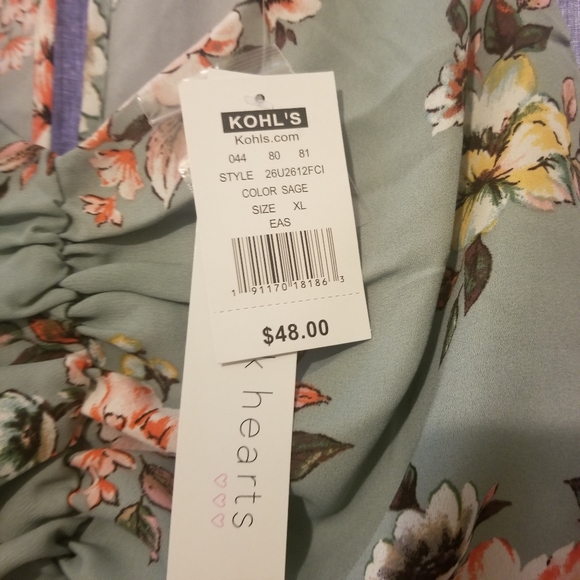 KOHL'S
Kohls.com
044 80 81
STYLE 26U2612FCI
COLOR SAGE
SIZE XL
EAS
1 91170 18186 3
$48.00
k hearts